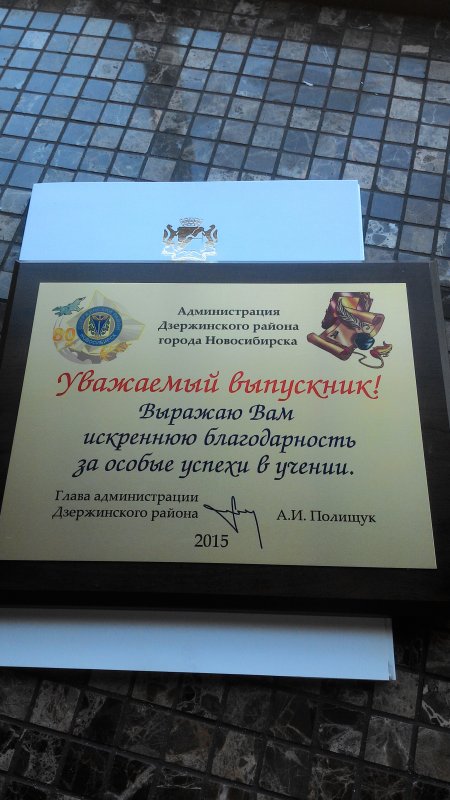 Администрация
Дзержинского района
города Новосибирска
80
Уважаемый выпускник!
Выражаю Вам
искреннюю благодарность
за особые успехи в учении.
Глава администрации
Дзержинского района
А.И. Полищук
2015